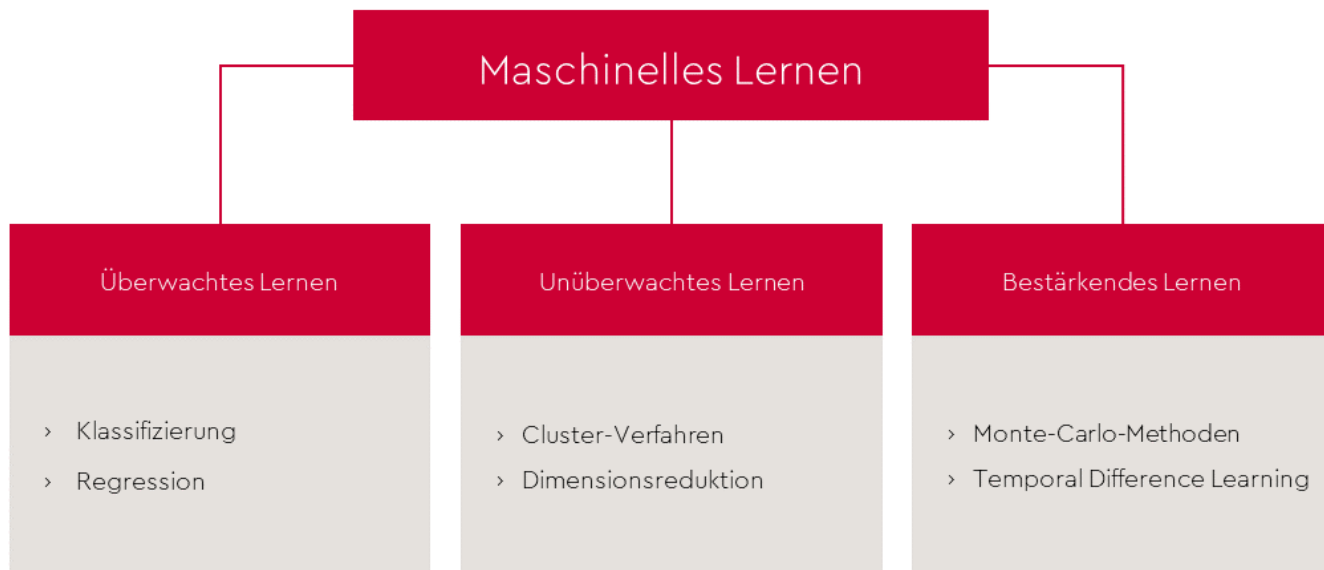 Maschinelles Lernen
Überwachtes Lernen
› Klassifizierung
› Regression
Unüberwachtes Lernen
› Cluster-Verfahren
› Dimensionsreduktion
Bestärkendes Lernen
› Monte-Carlo-Methoden
› Temporal Difference Learning